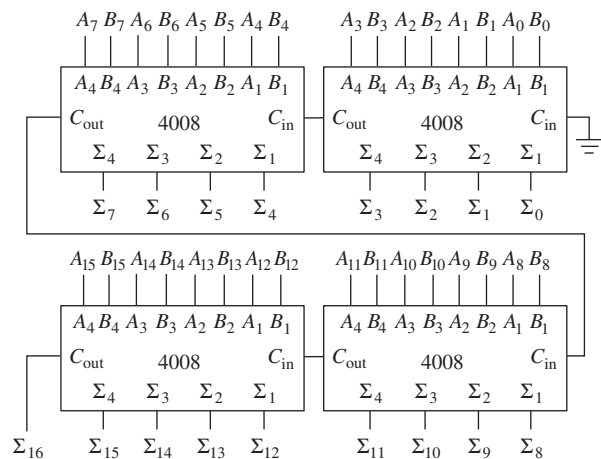 A7 B7 A6 B6 A5 B5 A4 B4 A3 B3 A2 B2 A1 B1 A0 B0
A4 B4 A3 B3 A2 B2 A1 B1 A4 B4 A3 B3 A2 B2 A1 B1
Cout 4008 Cin Cout 4008 Cin
Σ4 Σ3 Σ2 Σ1 Σ4 Σ3 Σ2 Σ1
Σ7 Σ6 Σ5 Σ4 Σ3 Σ2 Σ1 Σ0
A15 B15 A14 B14 A13 B13 A12 B12 A11 B11 A10 B10 A9 B9 A8 B8
A4 B4 A3 B3 A2 B2 A1 B1 A4 B4 A3 B3 A2 B2 A1 B1
Cout 4008 Cin Cout 4008 Cin
Σ4 Σ3 Σ2 Σ1 Σ4 Σ3 Σ2 Σ1
Σ16 Σ15 Σ14 Σ13 Σ12 Σ11 Σ10 Σ9 Σ8